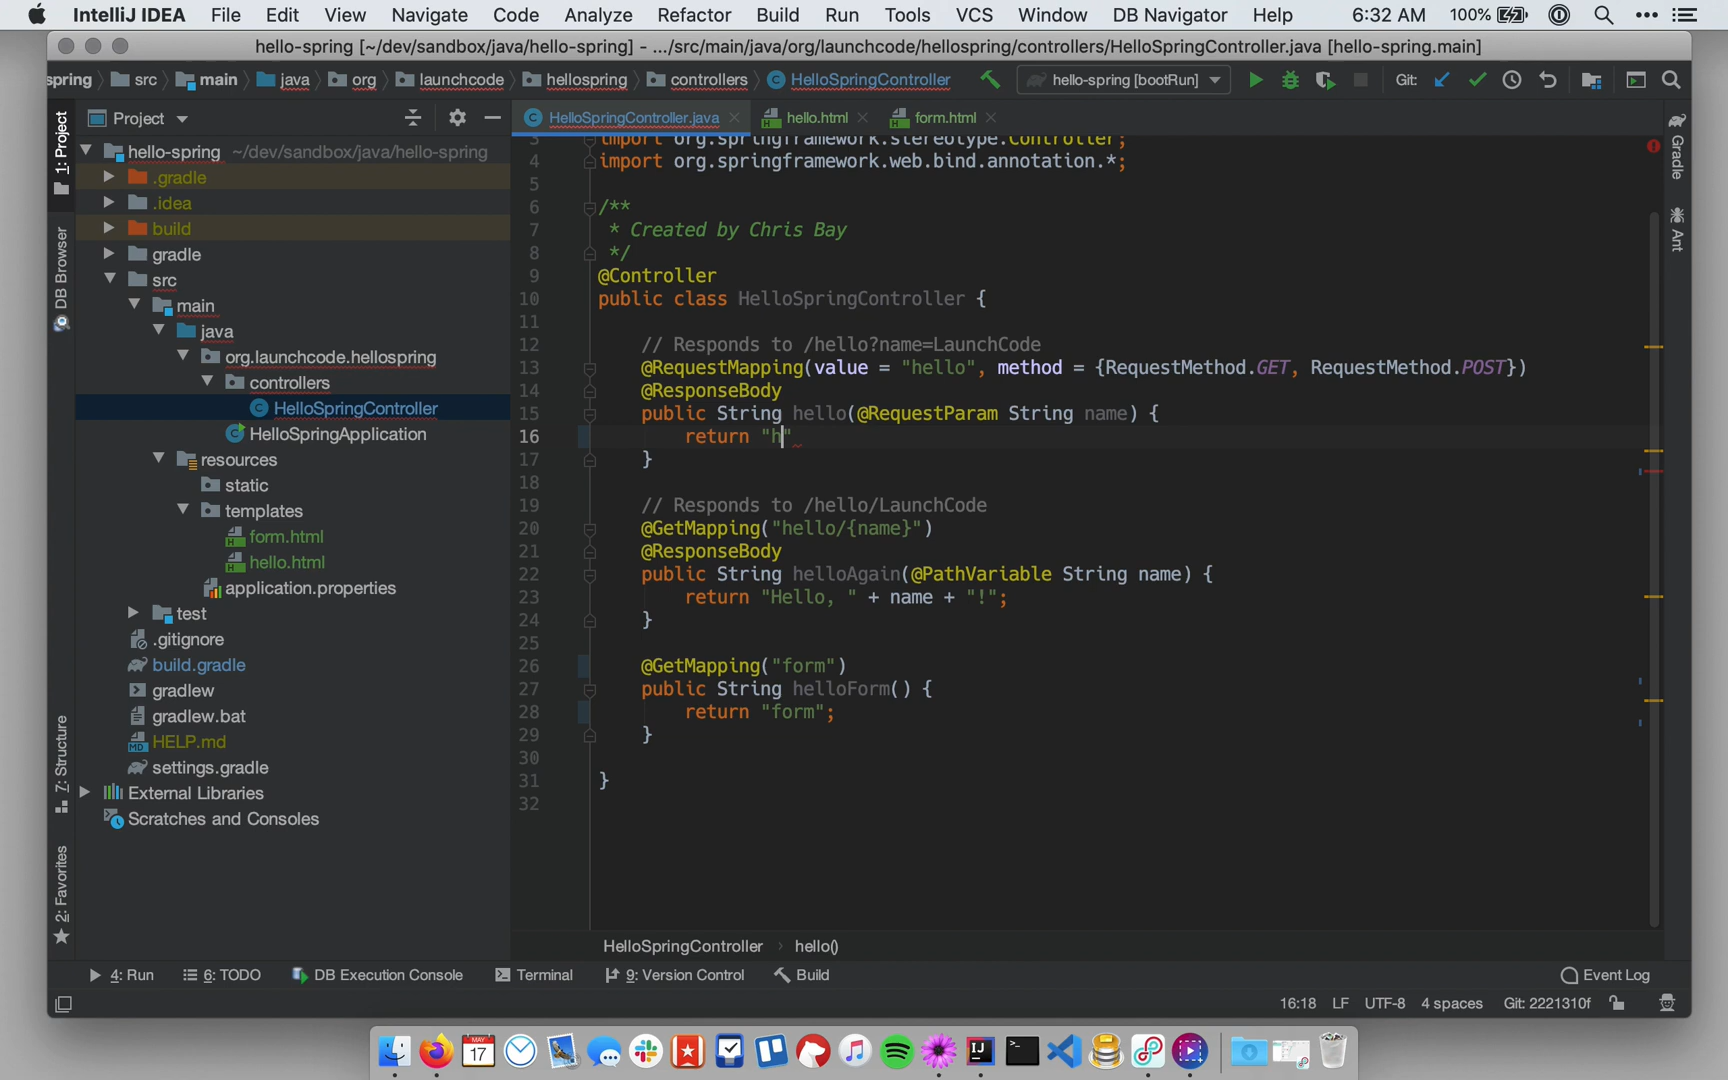 IntelliJ IDEA File Edit View Navigate Code Analyze Refactor Build Run Tools VCS Window DB Navigator Help 6:32 AM 100%
hello-spring [~/dev/sandbox/java/hello-spring] - .../src/main/java/org/launchcode/hellospring/controllers/HelloSpringController.java [hello-spring.main]
spring src main java org launchcode hellospring controllers HelloSpringController hello-spring [bootRun] Git:
Project
HelloSpringController.java hello.html form.html
1: Project
DB Browser
7: Structure
2: Favorites
hello-spring ~/dev/sandbox/java/hello-spring
.gradle
.idea
build
gradle
src
main
java
org.launchcode.hellospring
controllers
HelloSpringController
HelloSpringApplication
resources
static
templates
form.html
hello.html
application.properties
test
.gitignore
build.gradle
gradlew
gradlew.bat
HELP.md
settings.gradle
External Libraries
Scratches and Consoles
3 import org.springframework.stereotype.Controller;
4 import org.springframework.web.bind.annotation.*;
5
6 /**
7 * Created by Chris Bay
8 */
9 @Controller
10 public class HelloSpringController {
11
12 // Responds to /hello?name=LaunchCode
13 @RequestMapping(value = "hello", method = {RequestMethod.GET, RequestMethod.POST})
14 @ResponseBody
15 public String hello(@RequestParam String name) {
16 return "h"
17 }
18
19 // Responds to /hello/LaunchCode
20 @GetMapping("hello/{name}")
21 @ResponseBody
22 public String helloAgain(@PathVariable String name) {
23 return "Hello, " + name + "!";
24 }
25
26 @GetMapping("form")
27 public String helloForm() {
28 return "form";
29 }
30
31 }
32
Gradle
Ant
HelloSpringController › hello()
4: Run 6: TODO DB Execution Console Terminal 9: Version Control Build Event Log
16:18 LF UTF-8 4 spaces Git: 2221310f
MAY
17
IJ